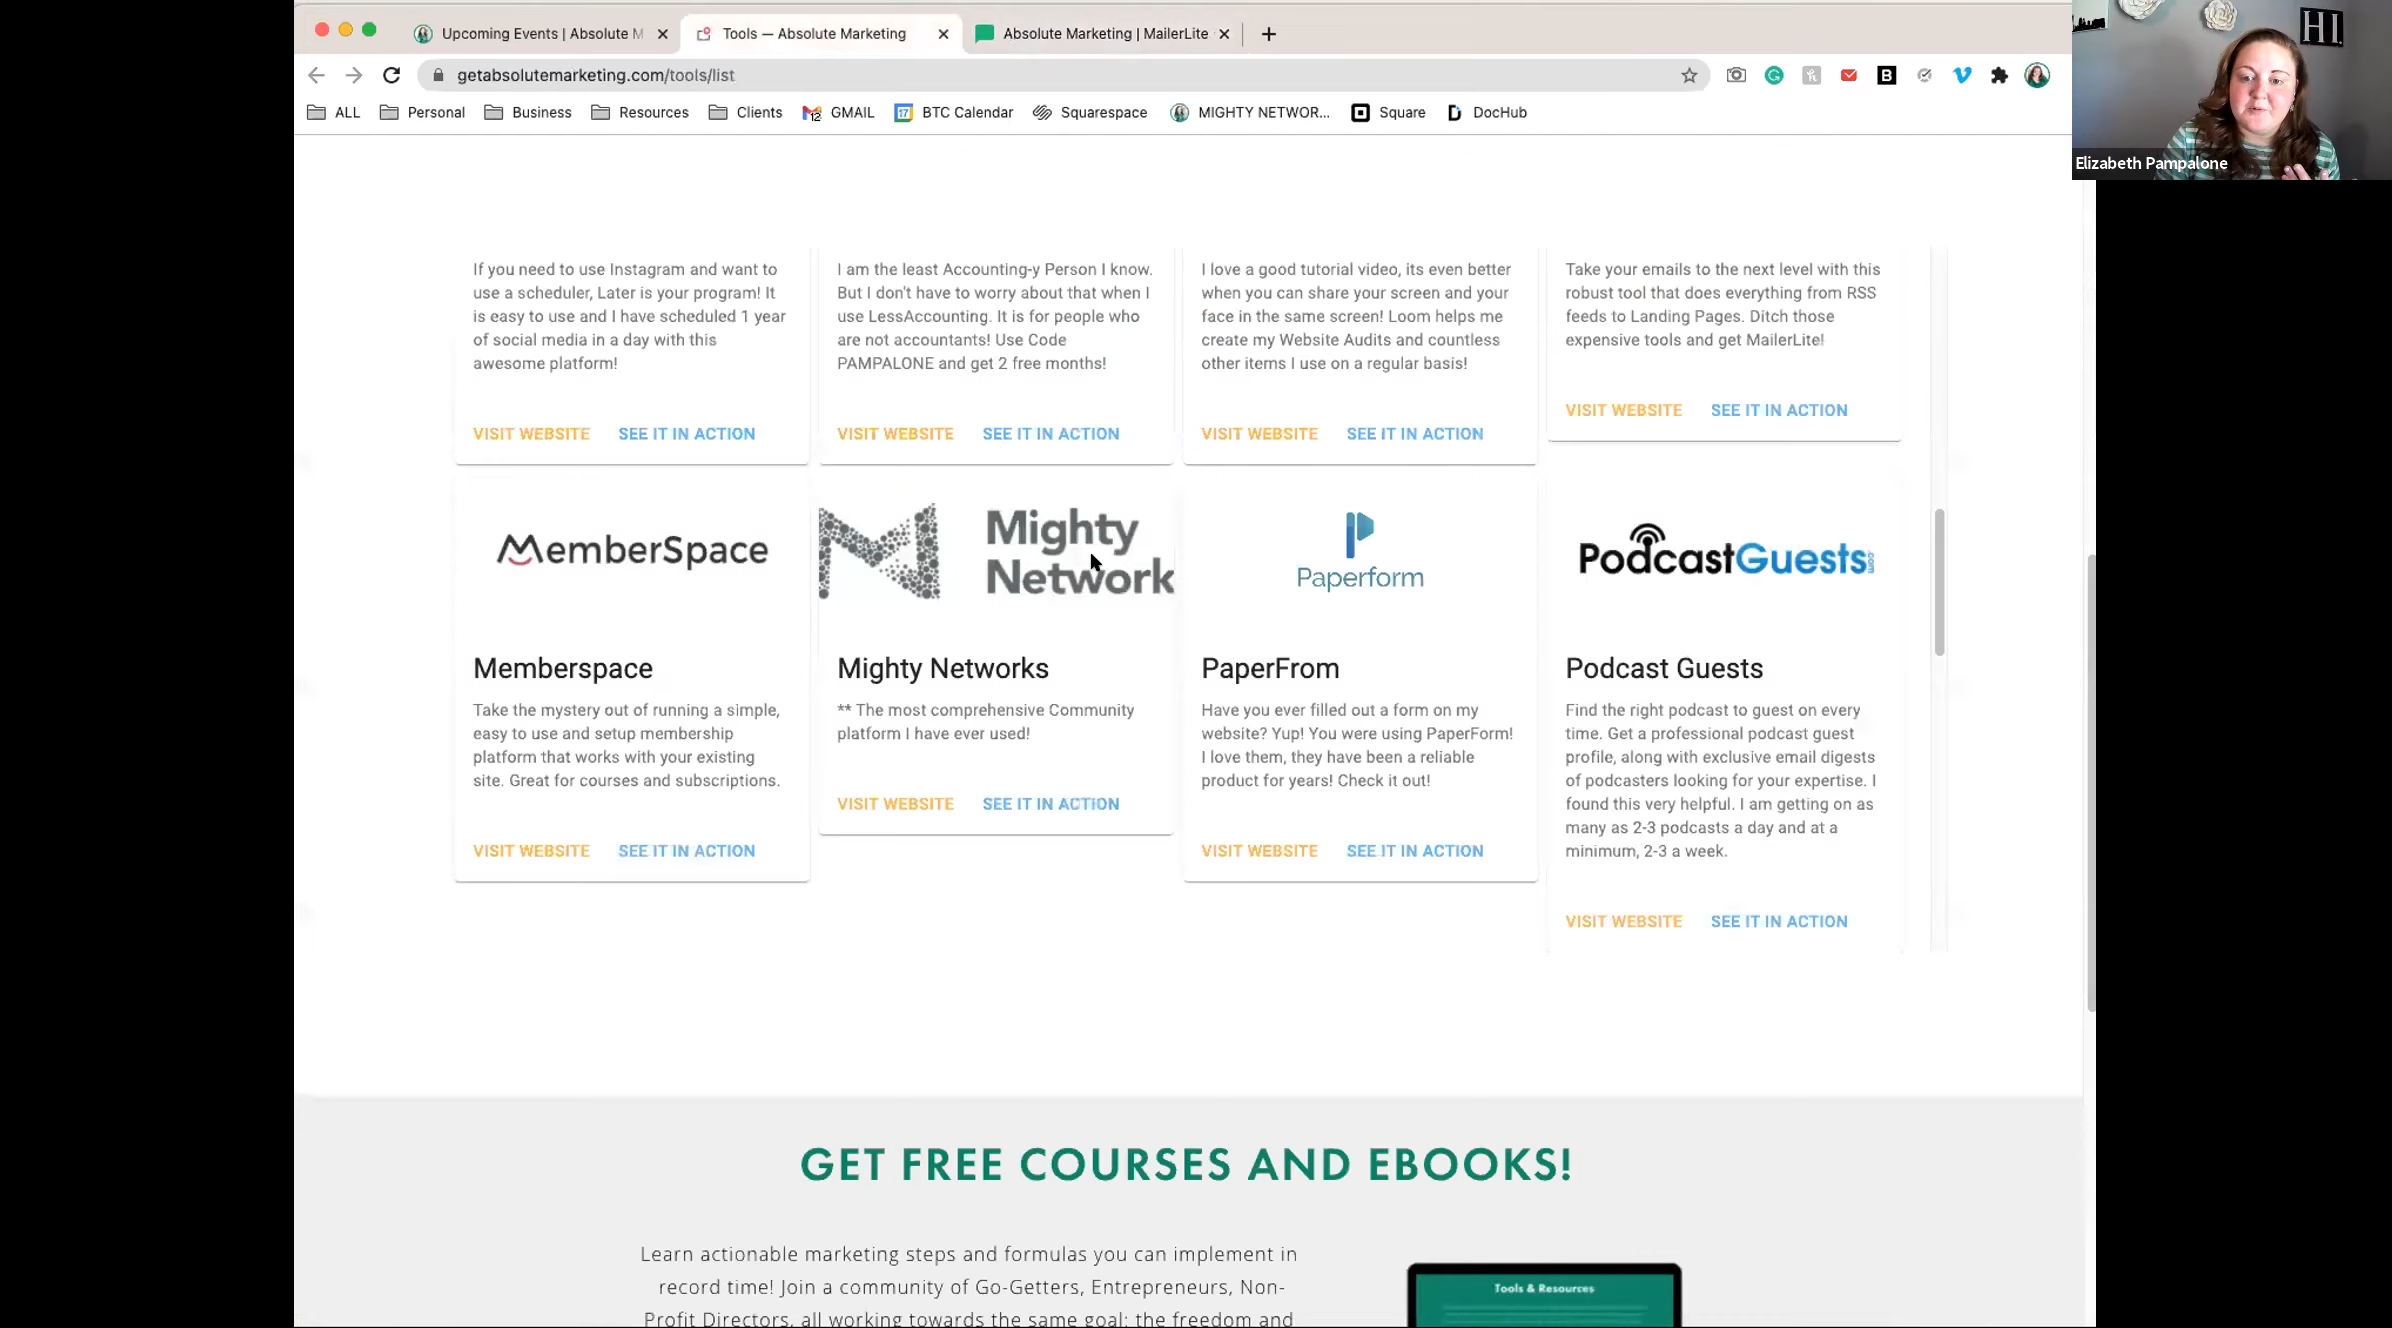 Upcoming Events | Absolute M
Tools — Absolute Marketing
Absolute Marketing | MailerLite
getabsolutemarketing.com/tools/list
ALL
Personal
Business
Resources
Clients
12
GMAIL
17
BTC Calendar
Squarespace
MIGHTY NETWOR...
Square
DocHub
HI
Elizabeth Pampalone
If you need to use Instagram and want to
use a scheduler, Later is your program! It
is easy to use and I have scheduled 1 year
of social media in a day with this
awesome platform!
VISIT WEBSITE SEE IT IN ACTION
I am the least Accounting-y Person I know.
But I don't have to worry about that when I
use LessAccounting. It is for people who
are not accountants! Use Code
PAMPALONE and get 2 free months!
VISIT WEBSITE SEE IT IN ACTION
I love a good tutorial video, its even better
when you can share your screen and your
face in the same screen! Loom helps me
create my Website Audits and countless
other items I use on a regular basis!
VISIT WEBSITE SEE IT IN ACTION
Take your emails to the next level with this
robust tool that does everything from RSS
feeds to Landing Pages. Ditch those
expensive tools and get MailerLite!
VISIT WEBSITE SEE IT IN ACTION
MemberSpace
Memberspace
Take the mystery out of running a simple,
easy to use and setup membership
platform that works with your existing
site. Great for courses and subscriptions.
VISIT WEBSITE SEE IT IN ACTION
Mighty
Network
Mighty Networks
** The most comprehensive Community
platform I have ever used!
VISIT WEBSITE SEE IT IN ACTION
Paperform
PaperFrom
Have you ever filled out a form on my
website? Yup! You were using PaperForm!
I love them, they have been a reliable
product for years! Check it out!
VISIT WEBSITE SEE IT IN ACTION
PodcastGuests.com
Podcast Guests
Find the right podcast to guest on every
time. Get a professional podcast guest
profile, along with exclusive email digests
of podcasters looking for your expertise. I
found this very helpful. I am getting on as
many as 2-3 podcasts a day and at a
minimum, 2-3 a week.
VISIT WEBSITE SEE IT IN ACTION
GET FREE COURSES AND EBOOKS!
Learn actionable marketing steps and formulas you can implement in
record time! Join a community of Go-Getters, Entrepreneurs, Non-
Profit Directors, all working towards the same goal: the freedom and
Tools & Resources